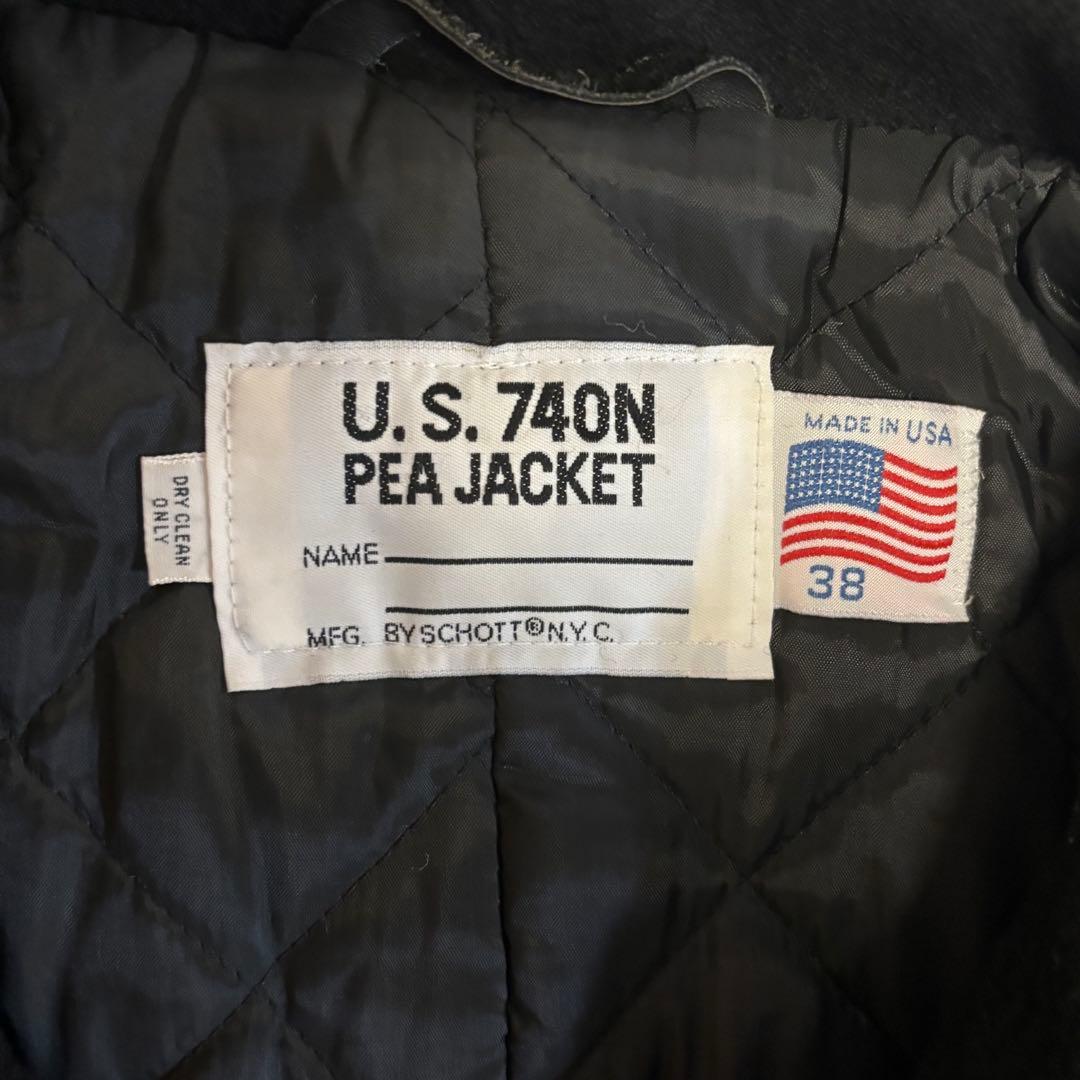 U.S. 740N
PEA JACKET
NAME
MFG. BY SCHOTT® N.Y.C.
DRY CLEAN
ONLY
MADE IN USA
38